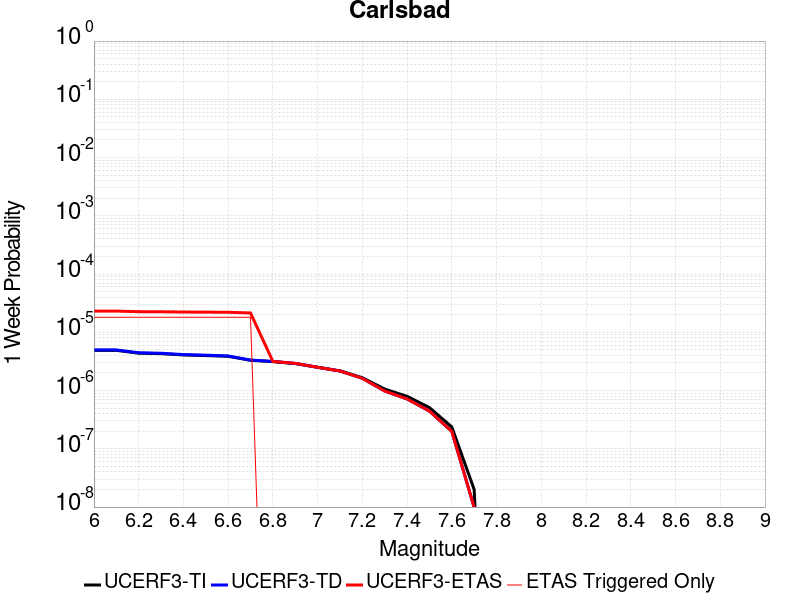 Carlsbad
10^0
10^-1
10^-2
10^-3
10^-4
10^-5
10^-6
10^-7
10^-8
1 Week Probability
6 6.2 6.4 6.6 6.8 7 7.2 7.4 7.6 7.8 8 8.2 8.4 8.6 8.8 9
Magnitude
UCERF3-TI UCERF3-TD UCERF3-ETAS ETAS Triggered Only